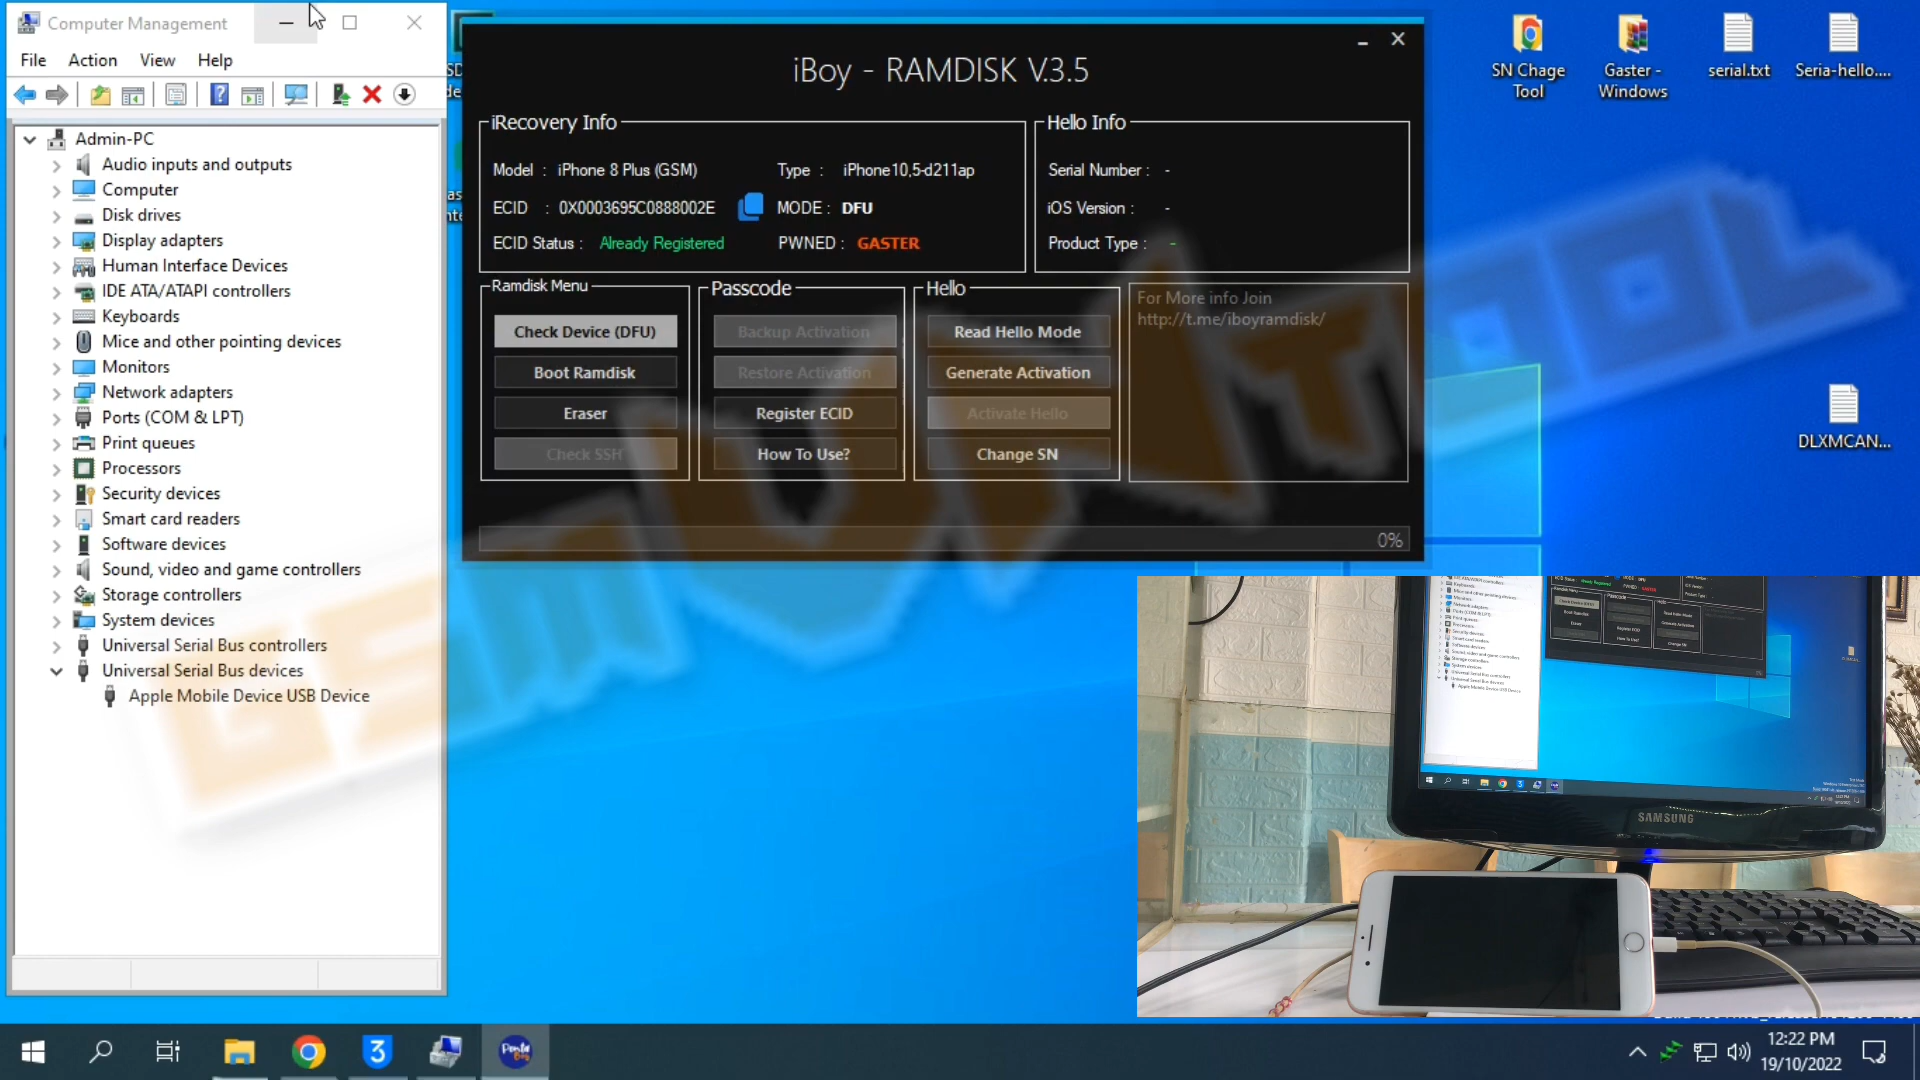 Computer Management
File Action View Help
Admin-PC
Audio inputs and outputs
Computer
Disk drives
Display adapters
Human Interface Devices
IDE ATA/ATAPI controllers
Keyboards
Mice and other pointing devices
Monitors
Network adapters
Ports (COM & LPT)
Print queues
Processors
Security devices
Smart card readers
Software devices
Sound, video and game controllers
Storage controllers
System devices
Universal Serial Bus controllers
Universal Serial Bus devices
Apple Mobile Device USB Device
iBoy - RAMDISK V.3.5
iRecovery Info
Model : iPhone 8 Plus (GSM) Type : iPhone10,5-d211ap
ECID : 0X0003695C0888002E MODE : DFU
ECID Status : Already Registered PWNED : GASTER
Hello Info
Serial Number : -
iOS Version : -
Product Type : -
Ramdisk Menu
Check Device (DFU)
Boot Ramdisk
Eraser
Check SSH
Passcode
Backup Activation
Restore Activation
Register ECID
How To Use?
Hello
Read Hello Mode
Generate Activation
Activate Hello
Change SN
For More info Join
http://t.me/iboyramdisk/
0%
SN Chage
Tool
Gaster -
Windows
serial.txt
Seria-hello....
DLXMCAN...
SAMSUNG
12:22 PM
19/10/2022